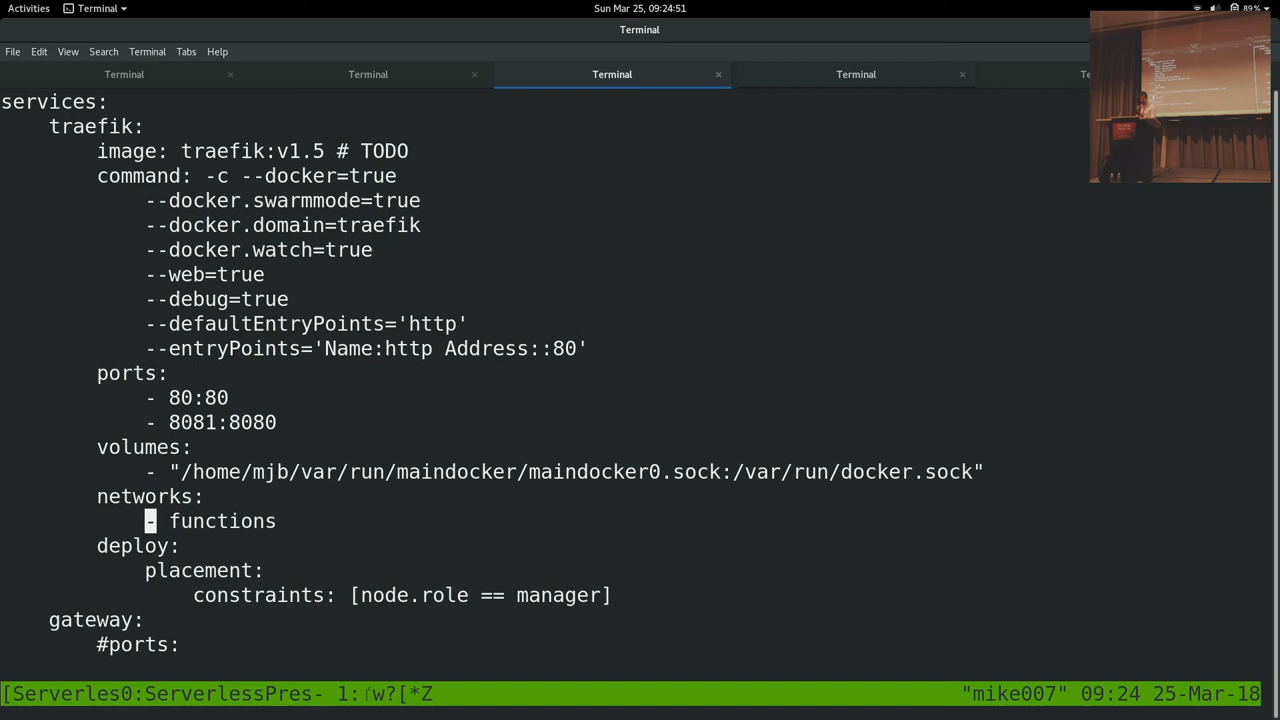 Activities Terminal Sun Mar 25, 09:24:51 89%
Terminal
File Edit View Search Terminal Tabs Help
Terminal × Terminal × Terminal × Terminal × Te
services:
    traefik:
        image: traefik:v1.5 # TODO
        command: -c --docker=true
            --docker.swarmmode=true
            --docker.domain=traefik
            --docker.watch=true
            --web=true
            --debug=true
            --defaultEntryPoints='http'
            --entryPoints='Name:http Address::80'
        ports:
            - 80:80
            - 8081:8080
        volumes:
            - "/home/mjb/var/run/maindocker/maindocker0.sock:/var/run/docker.sock"
        networks:
            - functions
        deploy:
            placement:
                constraints: [node.role == manager]
    gateway:
        #ports:
[Serverles0:ServerlessPres- 1: w?[*Z "mike007" 09:24 25-Mar-18